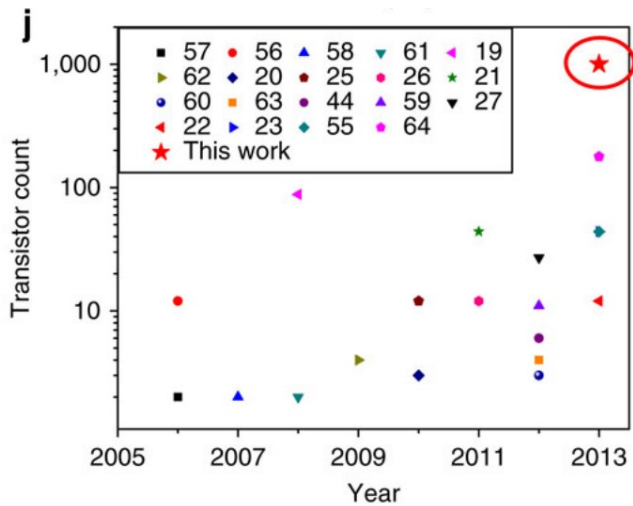 j
57 56 58 61 19
62 20 25 26 21
60 63 44 59 27
22 23 55 64
This work
Transistor count
1,000
100
10
2005 2007 2009 2011 2013
Year